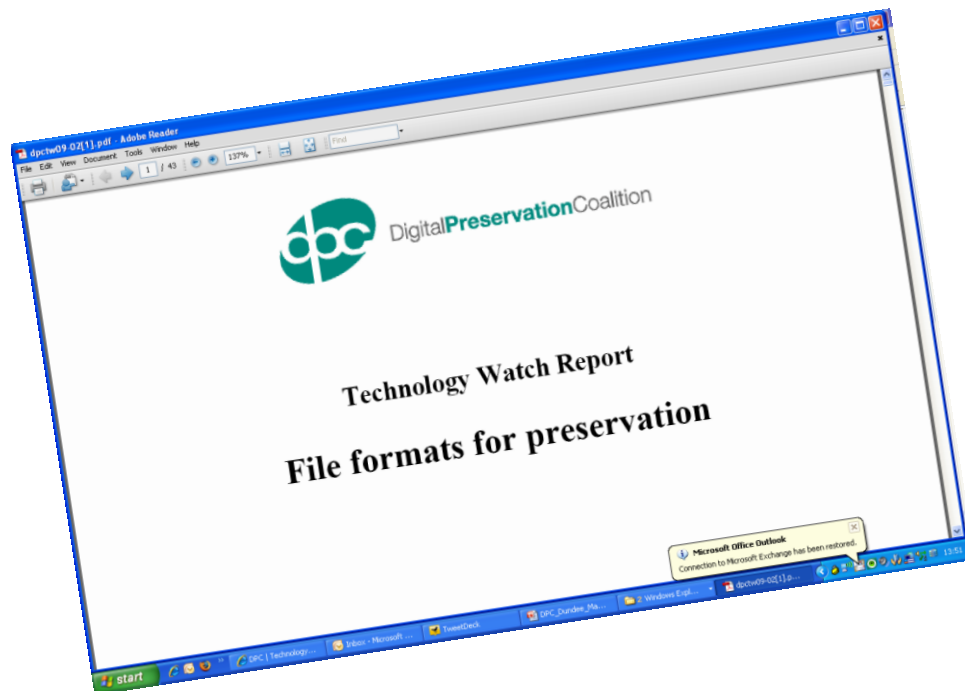 dpctw09-02[1].pdf - Adobe Reader
File Edit View Document Tools Window Help
1 / 43 137% Find
dpc DigitalPreservationCoalition
Technology Watch Report
File formats for preservation
Microsoft Office Outlook
Connection to Microsoft Exchange has been restored.
start DPC | Technology... Inbox - Microsoft ... TweetDeck DPC_Dundee_Ma... 2 Windows Expl... dpctw09-02[1].p... 13:51